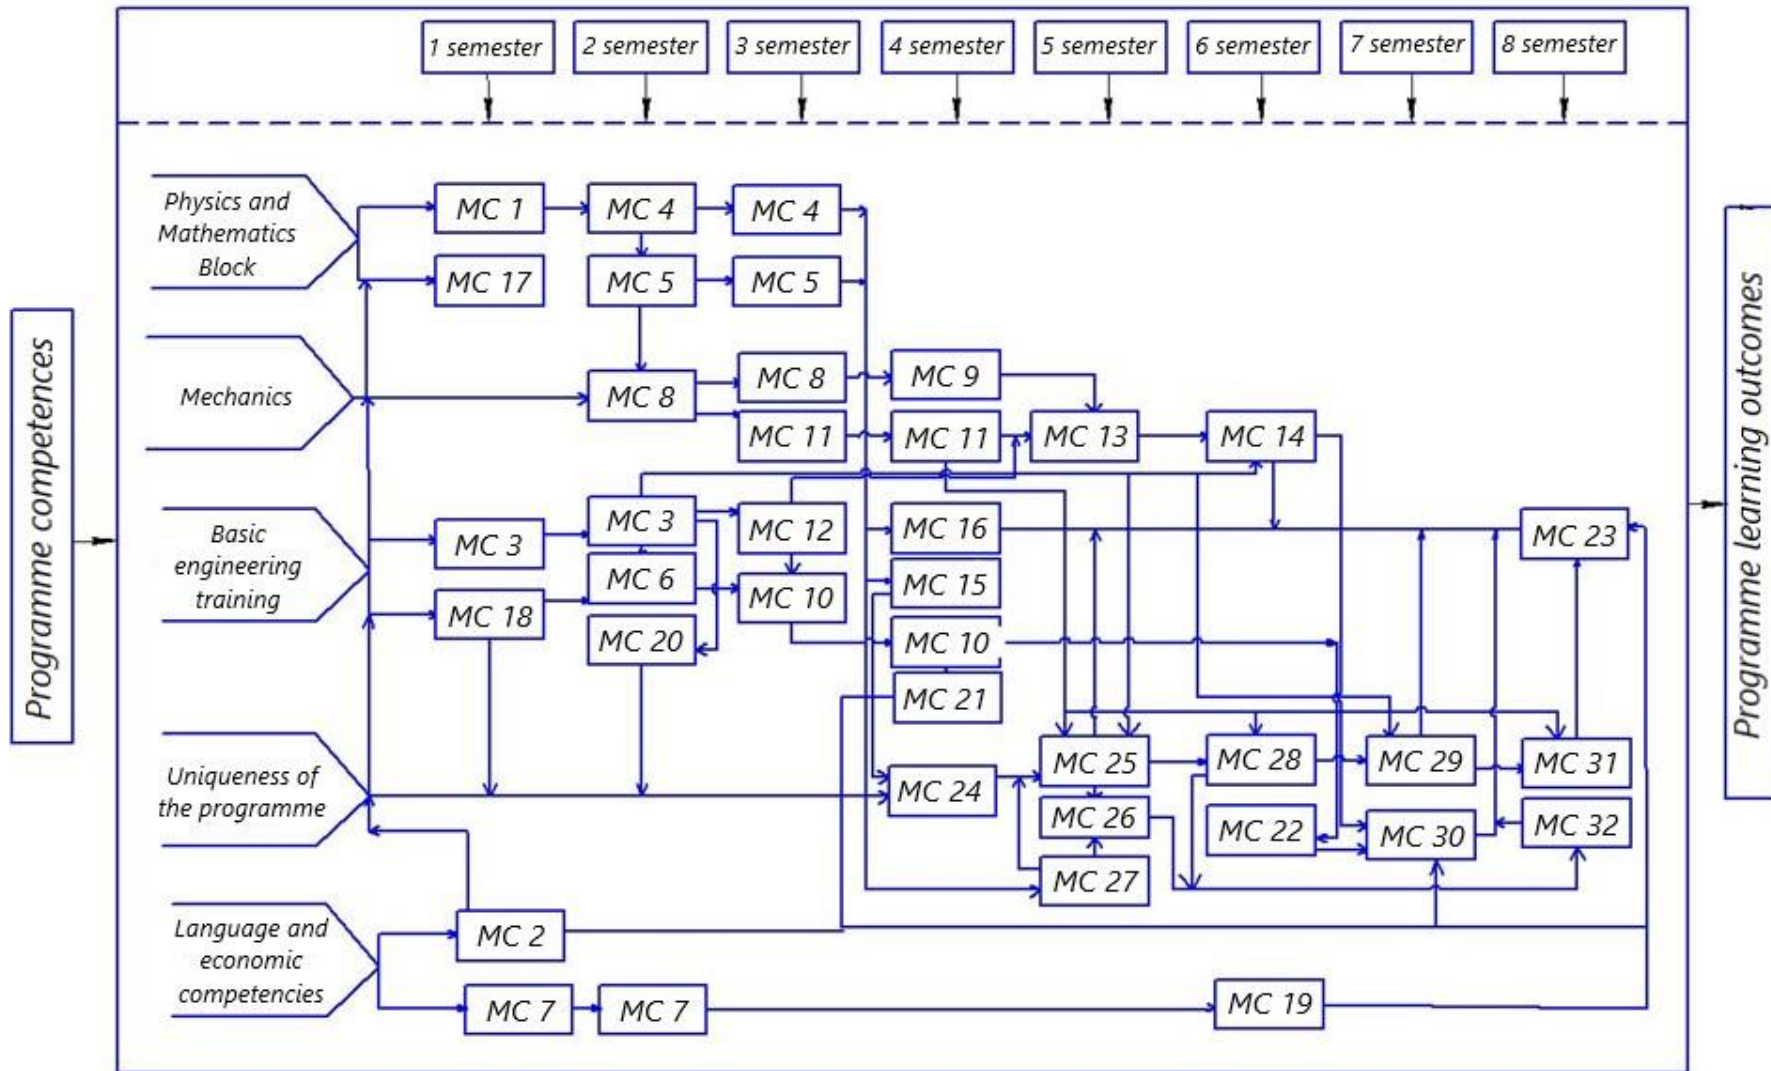 1 semester
2 semester
3 semester
4 semester
5 semester
6 semester
7 semester
8 semester
Programme competences
Programme learning outcomes
Physics and
Mathematics
Block
MC 1
MC 4
MC 4
MC 17
MC 5
MC 5
Mechanics
MC 8
MC 8
MC 9
MC 11
MC 11
MC 13
MC 14
Basic
engineering
training
MC 3
MC 3
MC 12
MC 16
MC 23
MC 18
MC 6
MC 10
MC 15
MC 20
MC 10
MC 21
Uniqueness of
the programme
MC 24
MC 25
MC 28
MC 29
MC 31
MC 26
MC 22
MC 30
MC 32
MC 27
Language and
economic
competencies
MC 2
MC 7
MC 7
MC 19